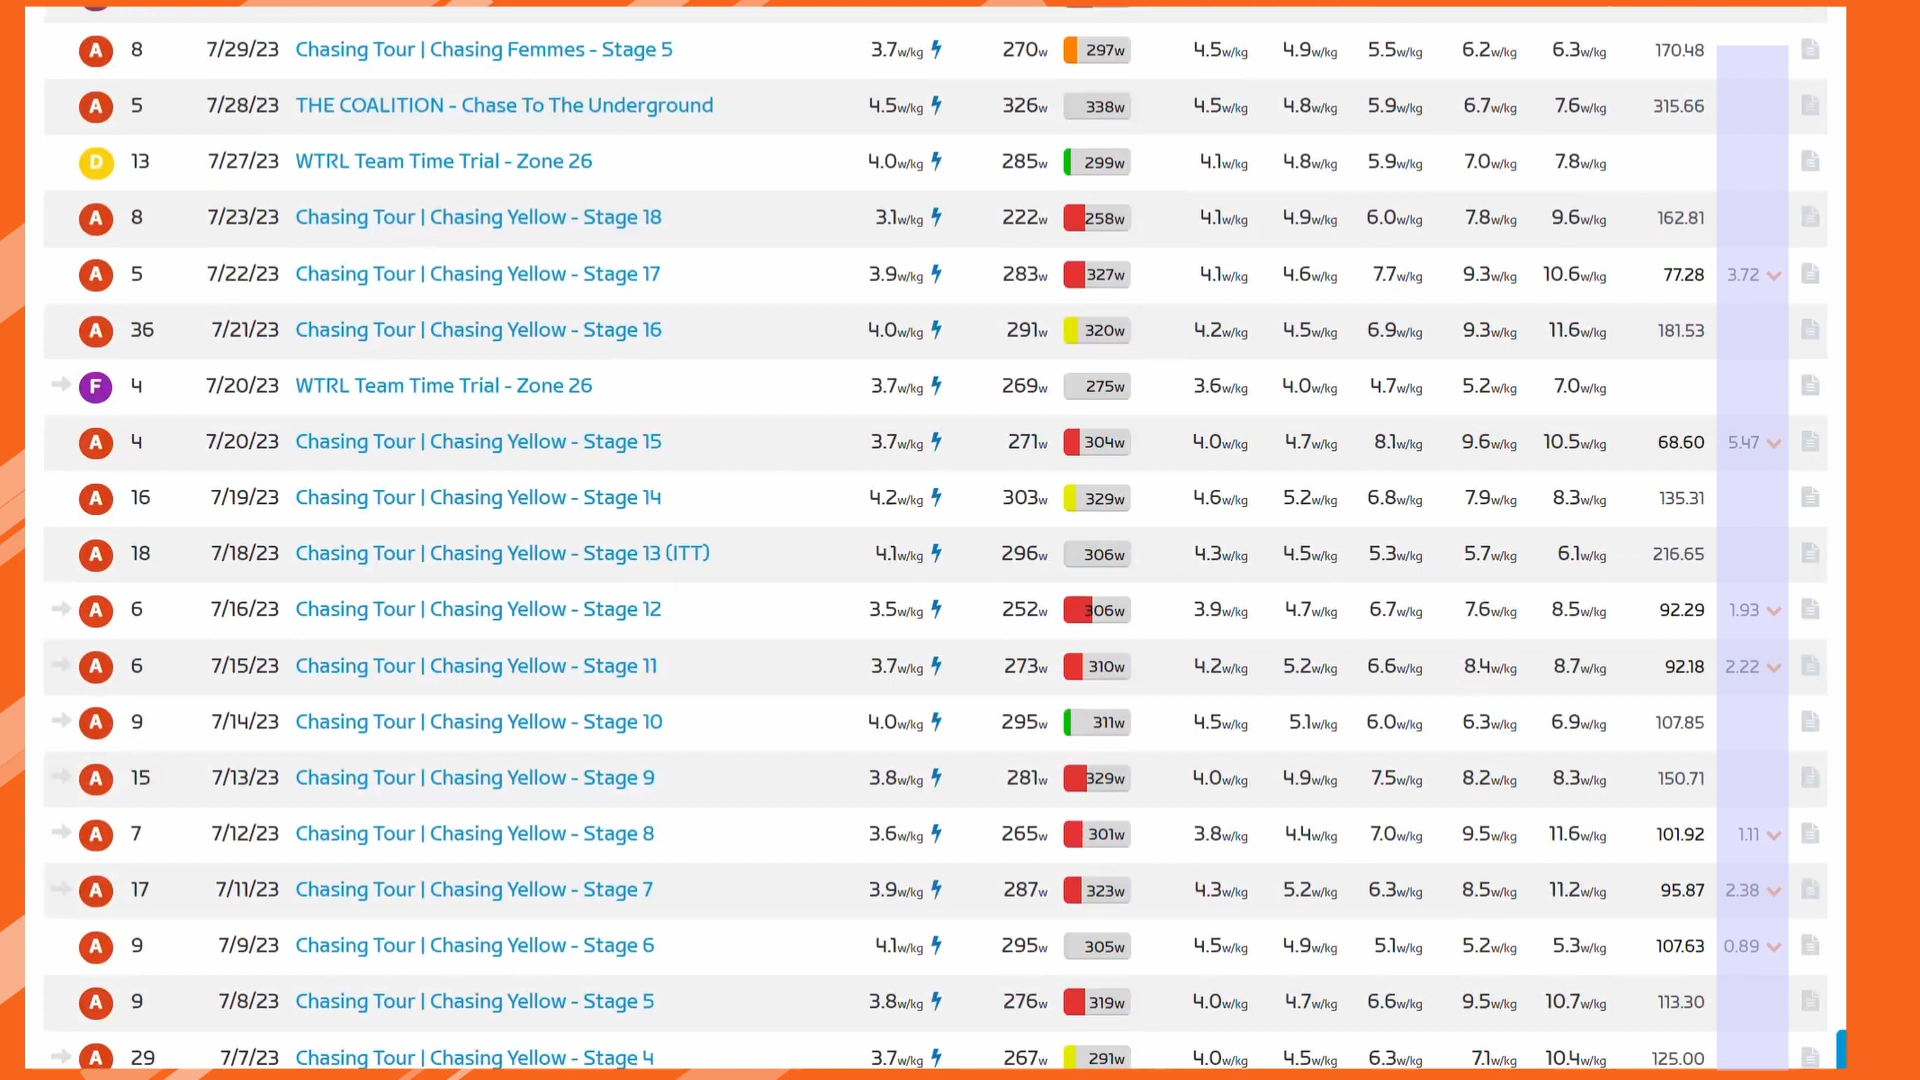 A 8 7/29/23 Chasing Tour | Chasing Femmes - Stage 5 3.7w/kg 270w 297w 4.5w/kg 4.9w/kg 5.5w/kg 6.2w/kg 6.3w/kg 170.48
A 5 7/28/23 THE COALITION - Chase To The Underground 4.5w/kg 326w 338w 4.5w/kg 4.8w/kg 5.9w/kg 6.7w/kg 7.6w/kg 315.66
D 13 7/27/23 WTRL Team Time Trial - Zone 26 4.0w/kg 285w 299w 4.1w/kg 4.8w/kg 5.9w/kg 7.0w/kg 7.8w/kg
A 8 7/23/23 Chasing Tour | Chasing Yellow - Stage 18 3.1w/kg 222w 258w 4.1w/kg 4.9w/kg 6.0w/kg 7.8w/kg 9.6w/kg 162.81
A 5 7/22/23 Chasing Tour | Chasing Yellow - Stage 17 3.9w/kg 283w 327w 4.1w/kg 4.6w/kg 7.7w/kg 9.3w/kg 10.6w/kg 77.28 3.72
A 36 7/21/23 Chasing Tour | Chasing Yellow - Stage 16 4.0w/kg 291w 320w 4.2w/kg 4.5w/kg 6.9w/kg 9.3w/kg 11.6w/kg 181.53
F 4 7/20/23 WTRL Team Time Trial - Zone 26 3.7w/kg 269w 275w 3.6w/kg 4.0w/kg 4.7w/kg 5.2w/kg 7.0w/kg
A 4 7/20/23 Chasing Tour | Chasing Yellow - Stage 15 3.7w/kg 271w 304w 4.0w/kg 4.7w/kg 8.1w/kg 9.6w/kg 10.5w/kg 68.60 5.47
A 16 7/19/23 Chasing Tour | Chasing Yellow - Stage 14 4.2w/kg 303w 329w 4.6w/kg 5.2w/kg 6.8w/kg 7.9w/kg 8.3w/kg 135.31
A 18 7/18/23 Chasing Tour | Chasing Yellow - Stage 13 (ITT) 4.1w/kg 296w 306w 4.3w/kg 4.5w/kg 5.3w/kg 5.7w/kg 6.1w/kg 216.65
A 6 7/16/23 Chasing Tour | Chasing Yellow - Stage 12 3.5w/kg 252w 306w 3.9w/kg 4.7w/kg 6.7w/kg 7.6w/kg 8.5w/kg 92.29 1.93
A 6 7/15/23 Chasing Tour | Chasing Yellow - Stage 11 3.7w/kg 273w 310w 4.2w/kg 5.2w/kg 6.6w/kg 8.4w/kg 8.7w/kg 92.18 2.22
A 9 7/14/23 Chasing Tour | Chasing Yellow - Stage 10 4.0w/kg 295w 311w 4.5w/kg 5.1w/kg 6.0w/kg 6.3w/kg 6.9w/kg 107.85
A 15 7/13/23 Chasing Tour | Chasing Yellow - Stage 9 3.8w/kg 281w 329w 4.0w/kg 4.9w/kg 7.5w/kg 8.2w/kg 8.3w/kg 150.71
A 7 7/12/23 Chasing Tour | Chasing Yellow - Stage 8 3.6w/kg 265w 301w 3.8w/kg 4.4w/kg 7.0w/kg 9.5w/kg 11.6w/kg 101.92 1.11
A 17 7/11/23 Chasing Tour | Chasing Yellow - Stage 7 3.9w/kg 287w 323w 4.3w/kg 5.2w/kg 6.3w/kg 8.5w/kg 11.2w/kg 95.87 2.38
A 9 7/9/23 Chasing Tour | Chasing Yellow - Stage 6 4.1w/kg 295w 305w 4.5w/kg 4.9w/kg 5.1w/kg 5.2w/kg 5.3w/kg 107.63 0.89
A 9 7/8/23 Chasing Tour | Chasing Yellow - Stage 5 3.8w/kg 276w 319w 4.0w/kg 4.7w/kg 6.6w/kg 9.5w/kg 10.7w/kg 113.30
A 29 7/7/23 Chasing Tour | Chasing Yellow - Stage 4 3.7w/kg 267w 291w 4.0w/kg 4.5w/kg 6.3w/kg 7.1w/kg 10.4w/kg 125.00